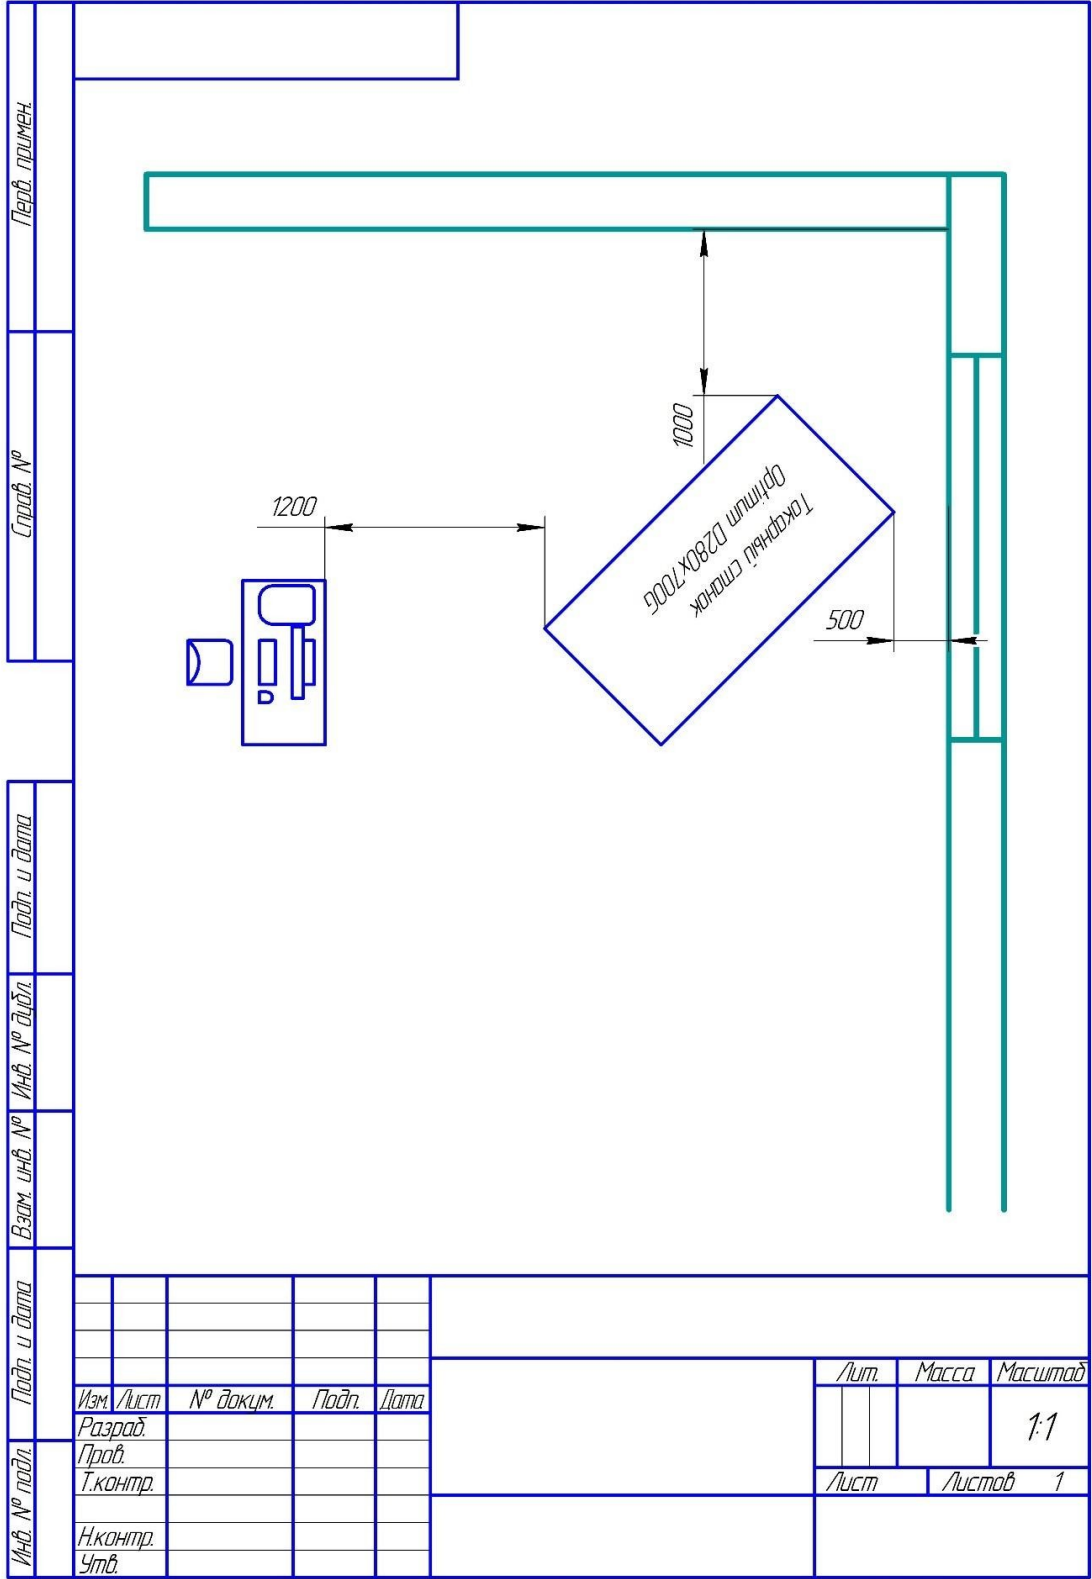 Перв. примен.
Справ. №
Подп. и дата
Инв. № дубл.
Взам. инв. №
Подп. и дата
Инв. № подл.
1000
1200
Токарный станок
Optimum D280x700G
500
Изм. Лист № докум. Подп. Дата
Разраб.
Пров.
Т.контр.
Н.контр.
Утв.
Лит. Масса Масштаб
1:1
Лист Листов 1